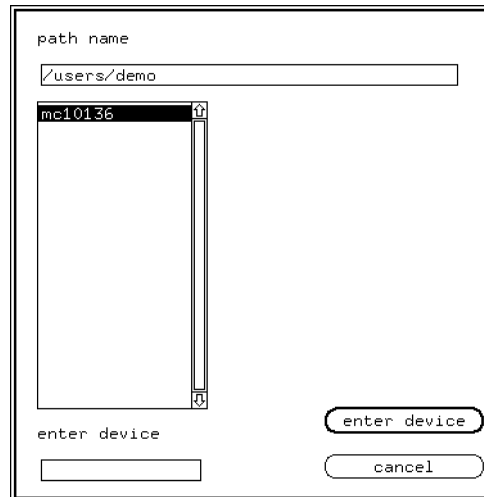 path name
/users/demo
mc10136
enter device
enter device
cancel